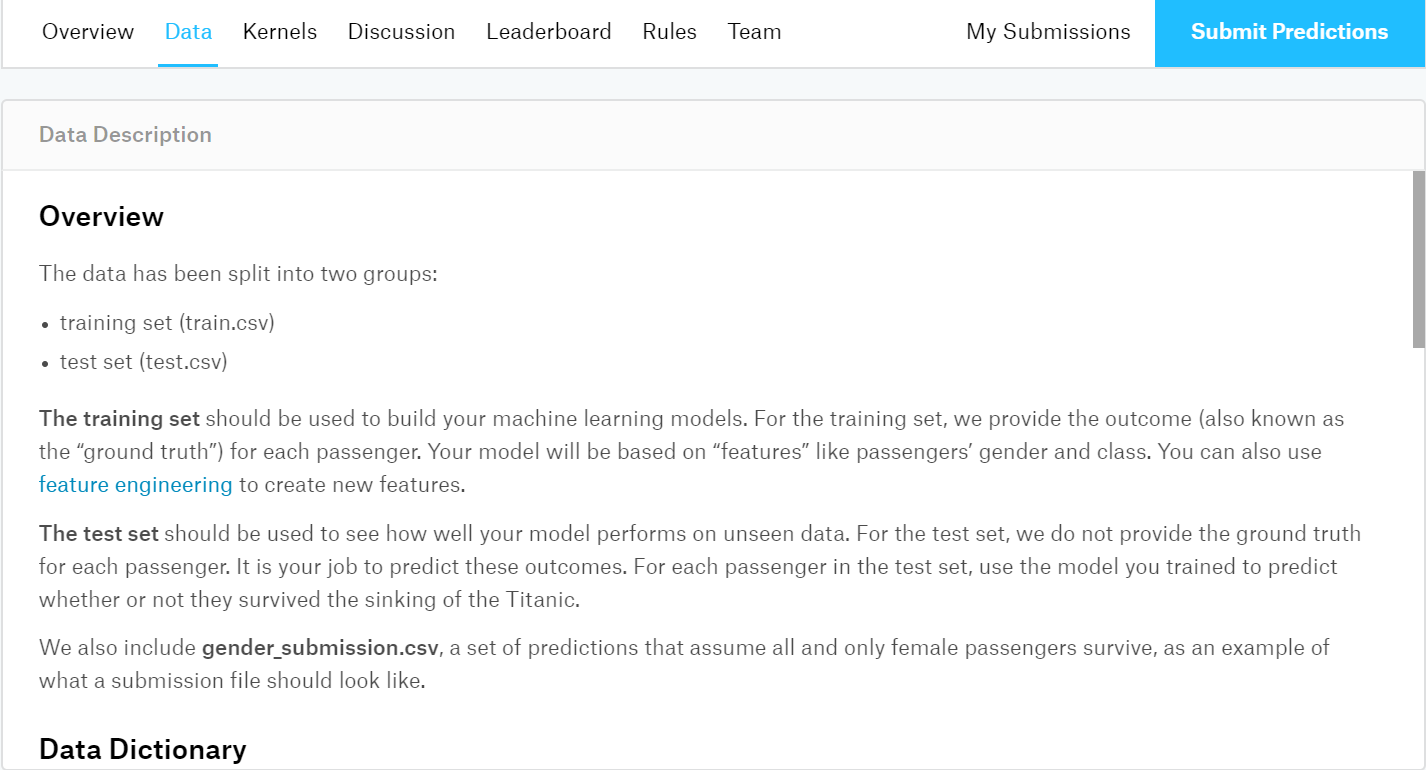 Overview Data Kernels Discussion Leaderboard Rules Team My Submissions Submit Predictions
Data Description
Overview
The data has been split into two groups:
• training set (train.csv)
• test set (test.csv)
The training set should be used to build your machine learning models. For the training set, we provide the outcome (also known as
the “ground truth”) for each passenger. Your model will be based on “features” like passengers’ gender and class. You can also use
feature engineering to create new features.
The test set should be used to see how well your model performs on unseen data. For the test set, we do not provide the ground truth
for each passenger. It is your job to predict these outcomes. For each passenger in the test set, use the model you trained to predict
whether or not they survived the sinking of the Titanic.
We also include gender_submission.csv, a set of predictions that assume all and only female passengers survive, as an example of
what a submission file should look like.
Data Dictionary